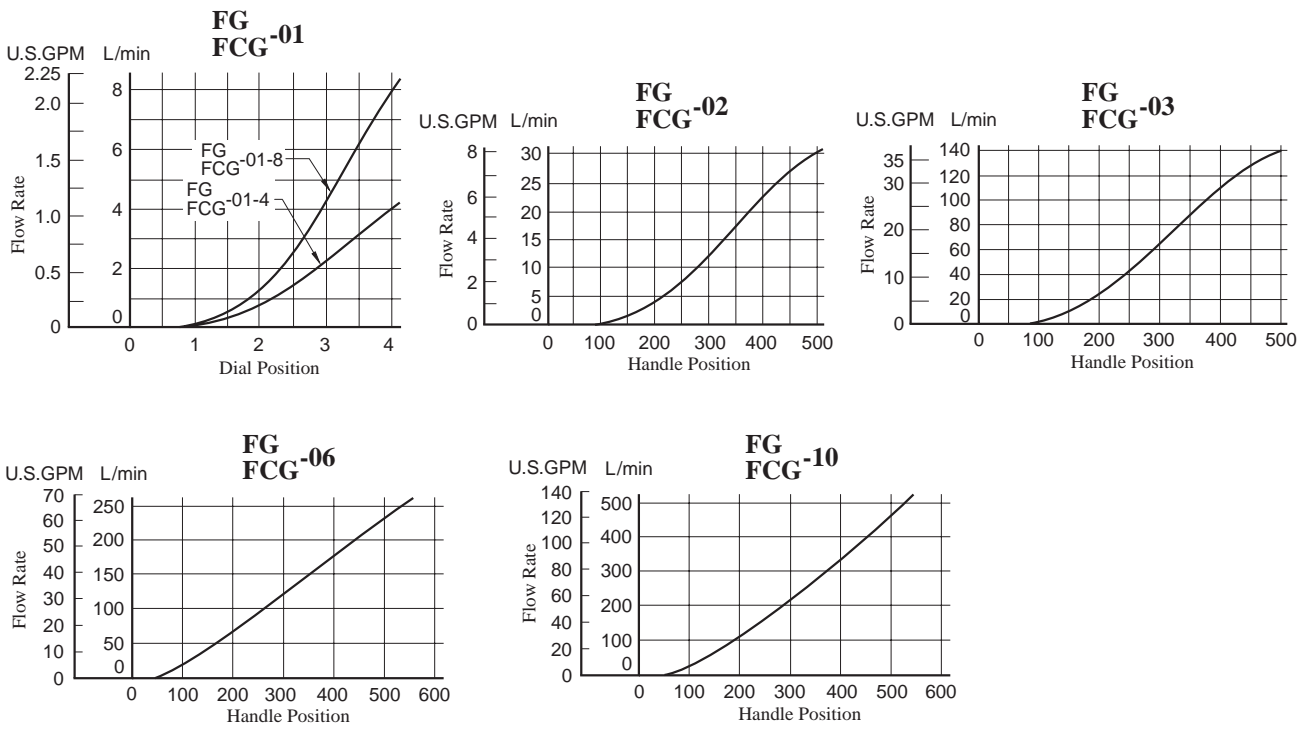 FG
FCG-01
U.S.GPM L/min
2.25
2.0
1.5
1.0
0.5
0
Flow Rate
8
6
4
2
0
FG
FCG-01-8
FG
FCG-01-4
0 1 2 3 4
Dial Position
FG
FCG-02
U.S.GPM L/min
8
6
4
2
0
Flow Rate
30
25
20
15
10
5
0
0 100 200 300 400 500
Handle Position
FG
FCG-03
U.S.GPM L/min
35
30
20
10
0
Flow Rate
140
120
100
80
60
40
20
0
0 100 200 300 400 500
Handle Position
FG
FCG-06
U.S.GPM L/min
70
60
50
40
30
20
10
0
Flow Rate
250
200
150
100
50
0
0 100 200 300 400 500 600
Handle Position
FG
FCG-10
U.S.GPM L/min
140
120
100
80
60
40
20
0
Flow Rate
500
400
300
200
100
0
0 100 200 300 400 500 600
Handle Position